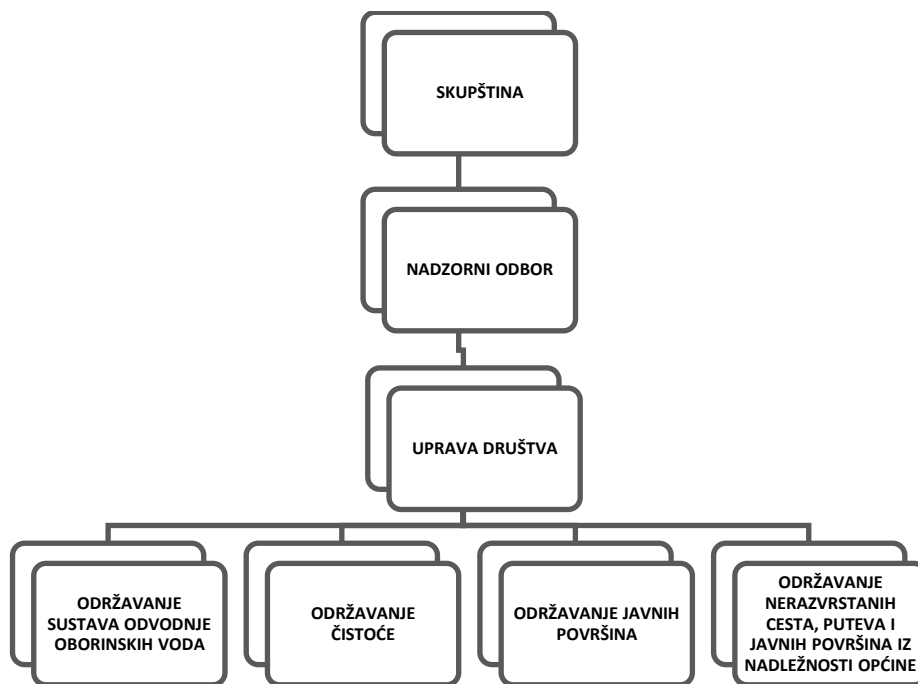 SKUPŠTINA
NADZORNI ODBOR
UPRAVA DRUŠTVA
ODRŽAVANJE
SUSTAVA ODVODNJE
OBORINSKIH VODA
ODRŽAVANJE
ČISTOĆE
ODRŽAVANJE JAVNIH
POVRŠINA
ODRŽAVANJE
NERAZVRSTANIH
CESTA, PUTEVA I
JAVNIH POVRŠINA IZ
NADLEŽNOSTI OPĆINE